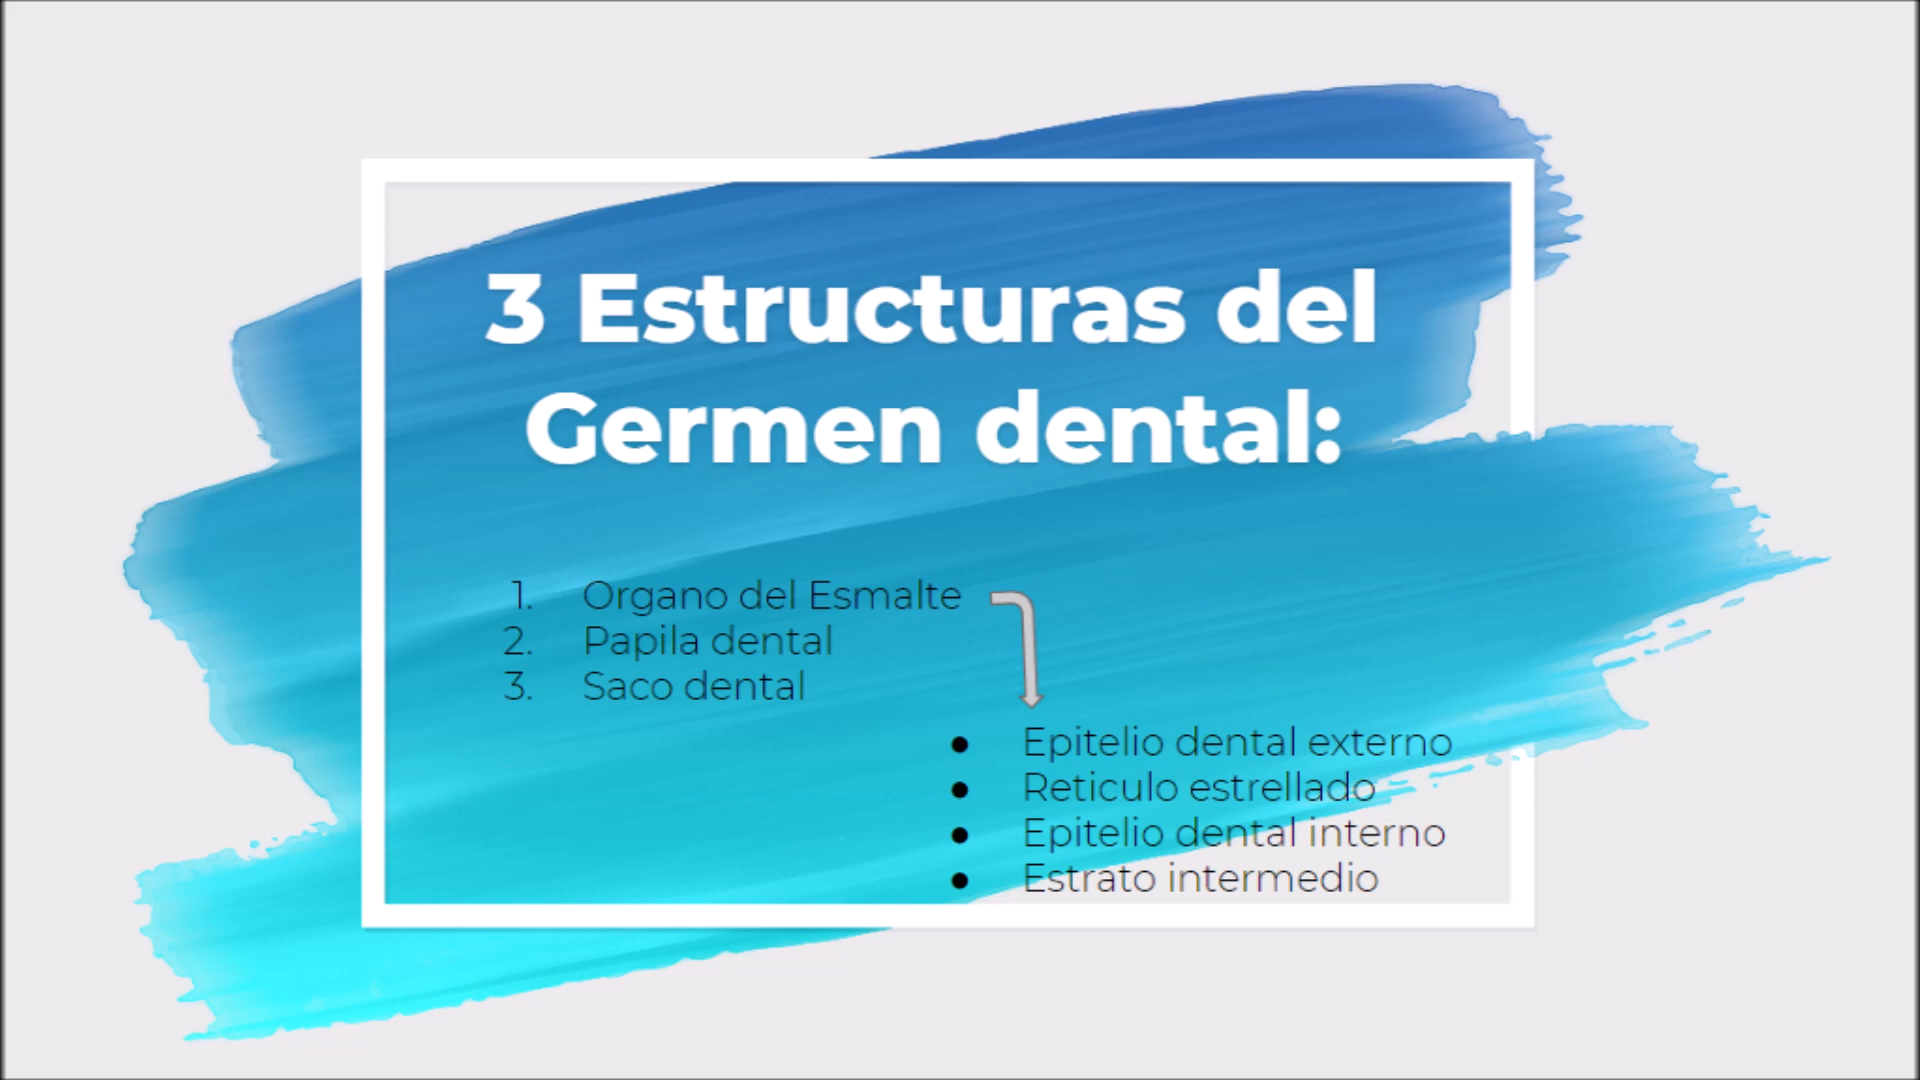 3 Estructuras del
Germen dental:
1. Organo del Esmalte
2. Papila dental
3. Saco dental
● Epitelio dental externo
● Reticulo estrellado
● Epitelio dental interno
● Estrato intermedio